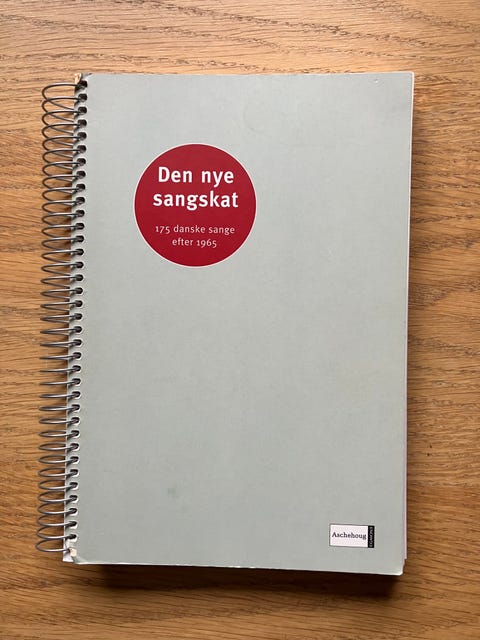 Den nye
sangskat
175 danske sange
efter 1965
Aschehoug